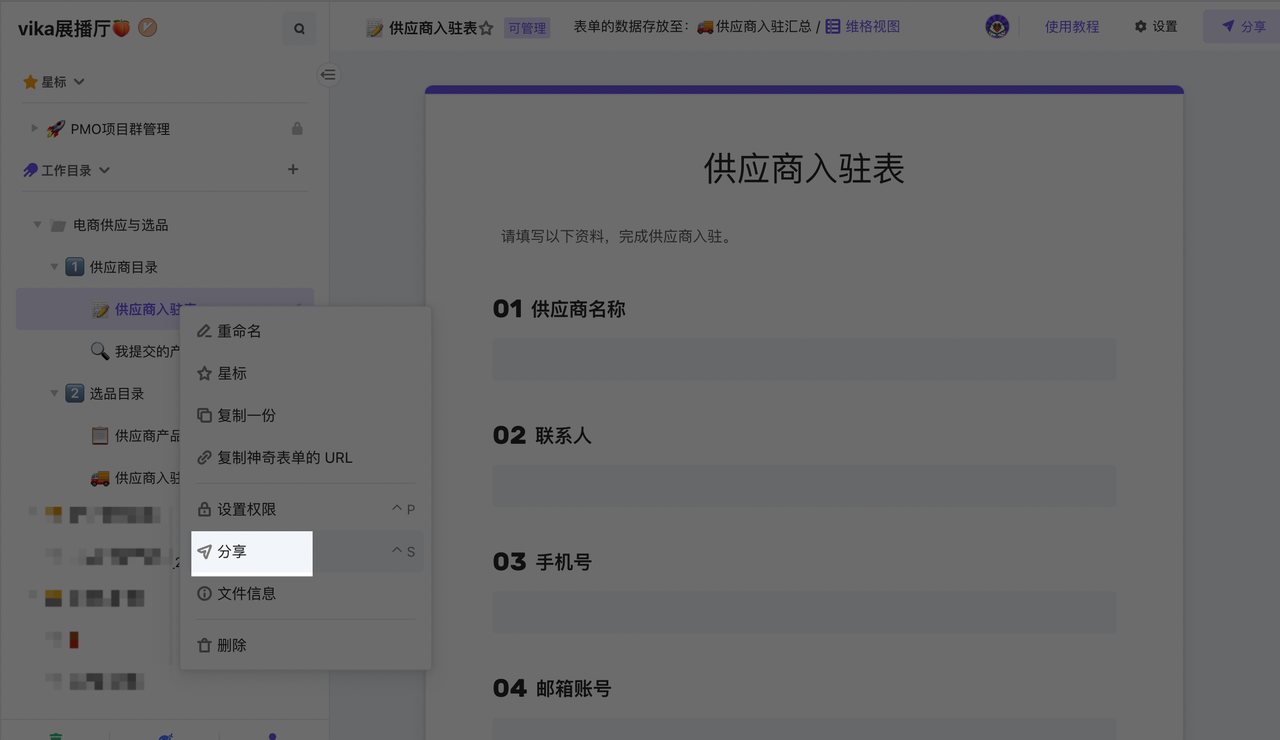 vika展播厅
供应商入驻表
可管理
表单的数据存放至：
供应商入驻汇总 /
维格视图
使用教程
设置
分享
星标
PMO项目群管理
工作目录
电商供应与选品
1 供应商目录
供应商入驻表
我提交的产
2 选品目录
供应商产品
供应商入驻
重命名
星标
复制一份
复制神奇表单的 URL
设置权限 ^ P
分享 ^ S
文件信息
删除
供应商入驻表
请填写以下资料，完成供应商入驻。
01 供应商名称
02 联系人
03 手机号
04 邮箱账号